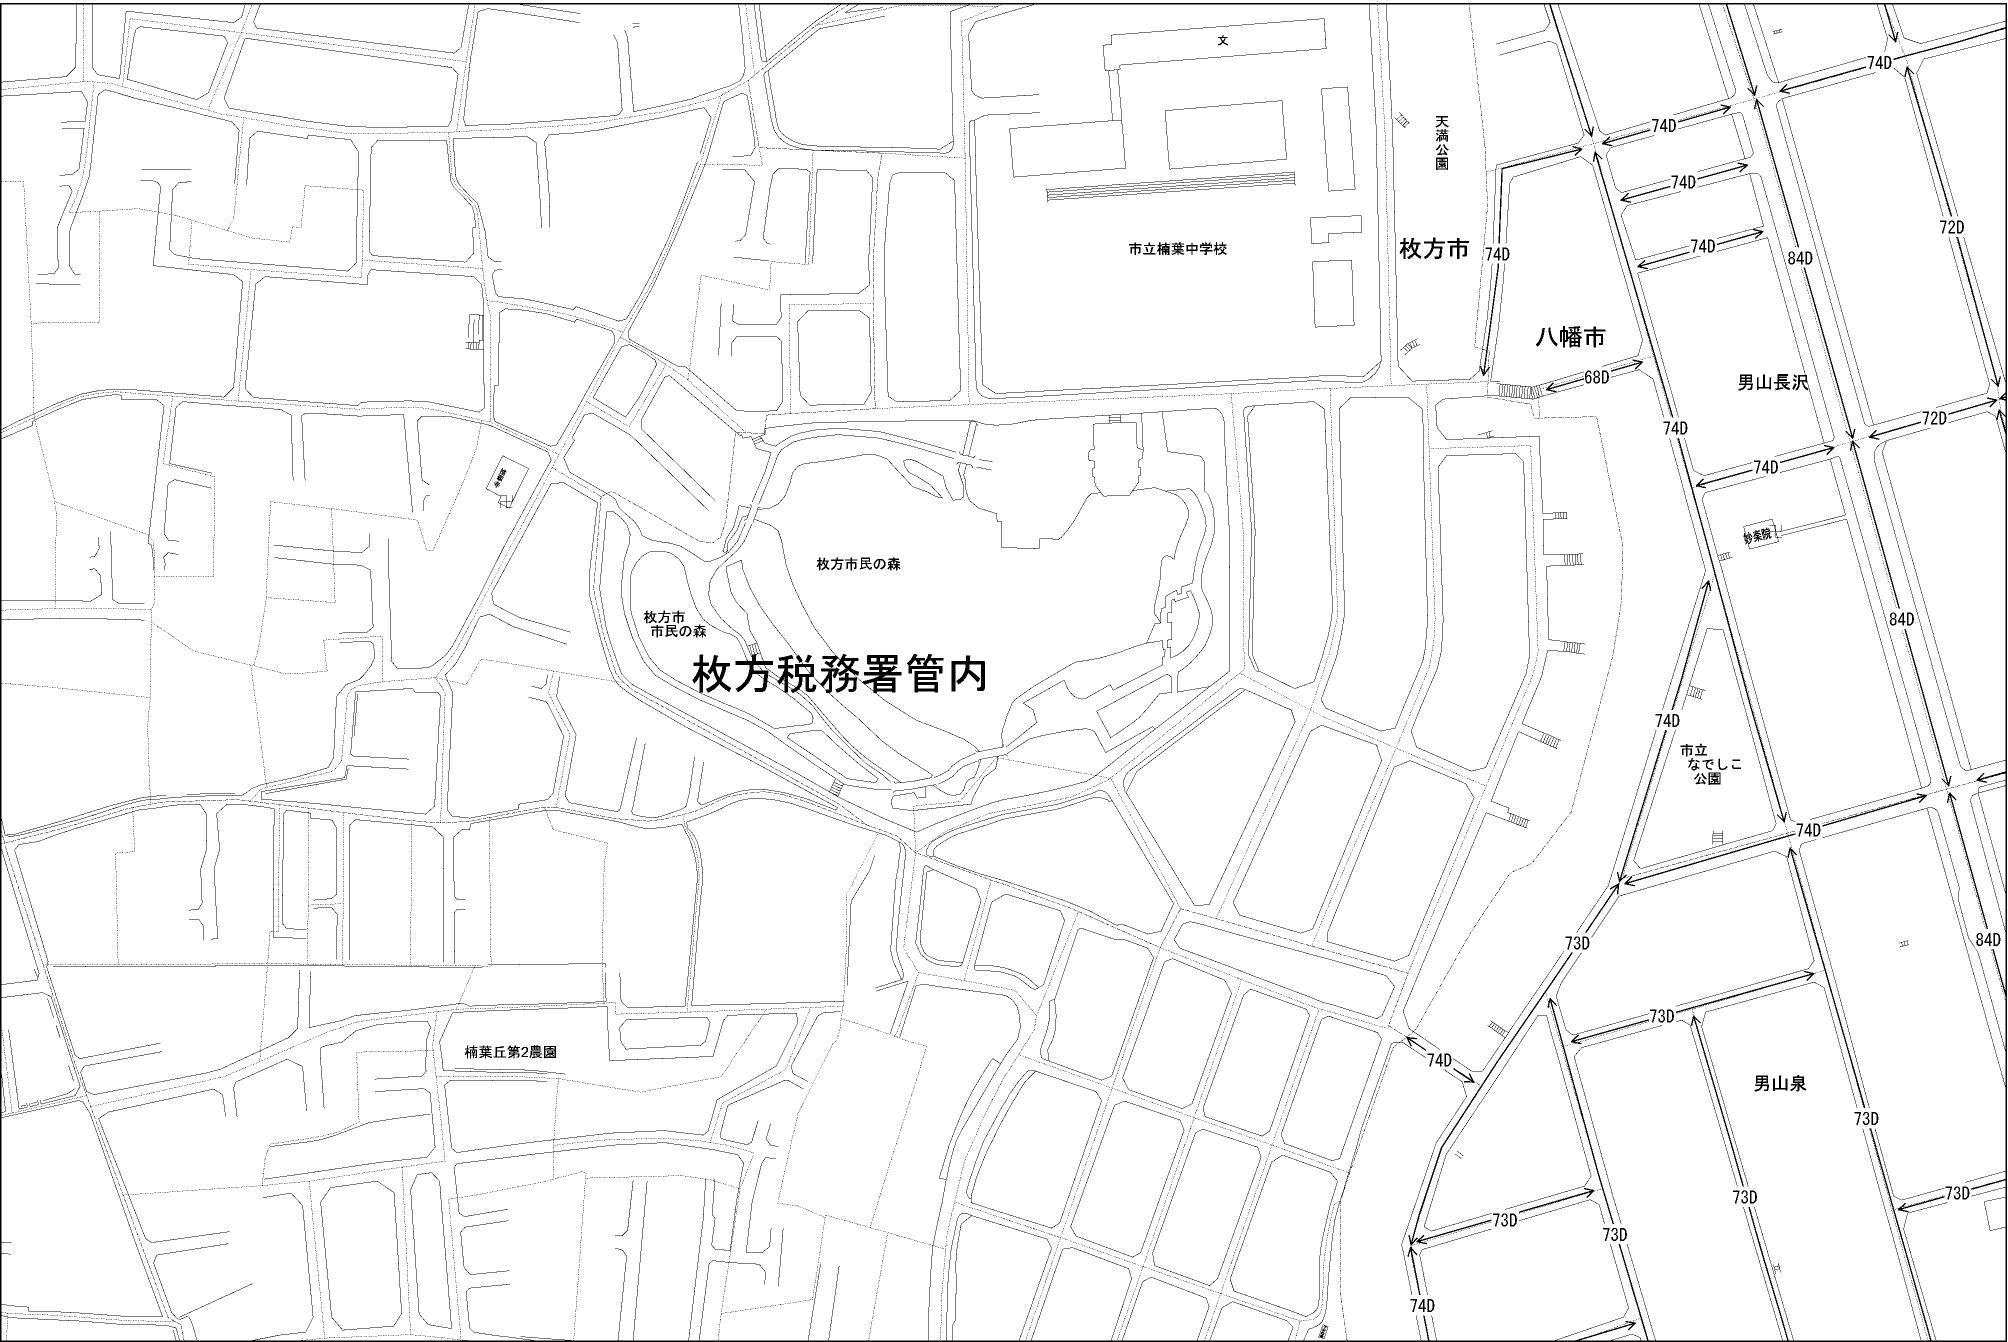 文
天満公園
市立楠葉中学校
枚方市
八幡市
男山長沢
妙楽院
枚方市民の森
枚方市
市民の森
枚方税務署管内
市立
なでしこ
公園
楠葉丘第2農園
男山泉
74D
74D
74D
74D
74D
84D
72D
68D
74D
72D
74D
84D
74D
74D
84D
73D
73D
74D
73D
73D
73D
73D
73D
74D